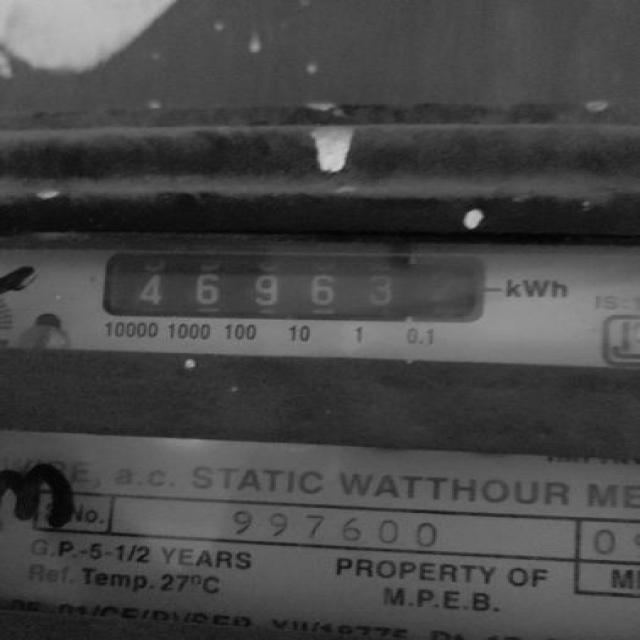 4 6 9 6 3
kWh
10000 1000 100 10 1 0.1
a.c. STATIC WATTHOUR
No. 997600
G.P.-5-1/2 YEARS
Ref. Temp. 27°C
PROPERTY OF
M.P.E.B.